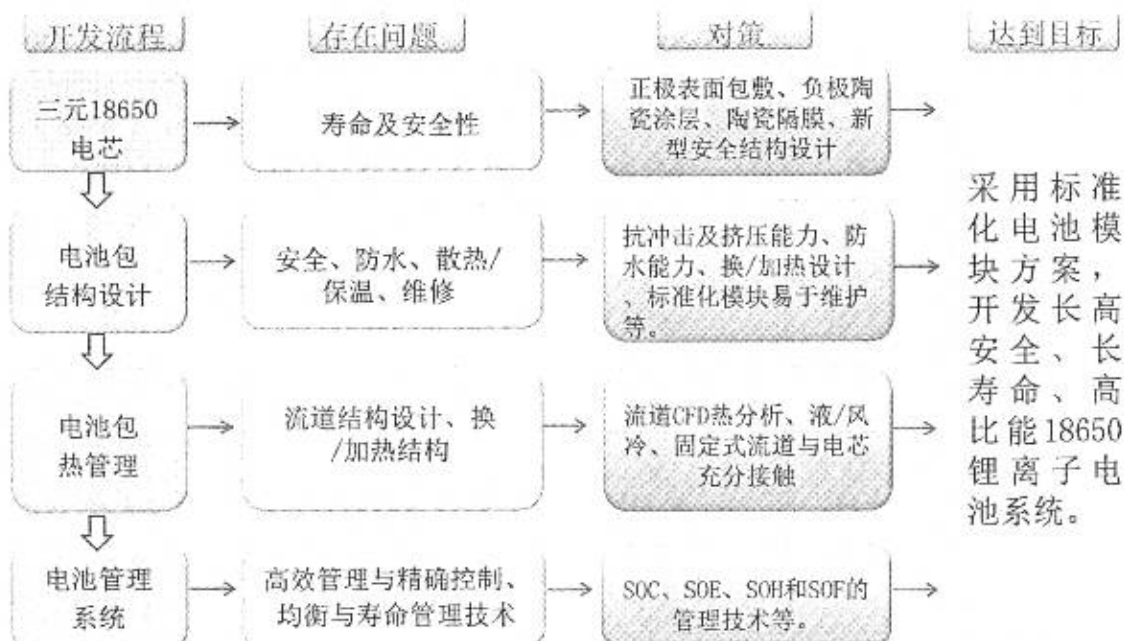 开发流程
存在问题
对策
达到目标
三元18650
电芯
寿命及安全性
正极表面包敷、负极陶
瓷涂层、陶瓷隔膜、新
型安全结构设计
电池包
结构设计
安全、防水、散热/
保温、维修
抗冲击及挤压能力、防
水能力、换/加热设计
、标准化模块易于维护
等。
电池包
热管理
流道结构设计、换
/加热结构
流道CFD热分析、液/风
冷、固定式流道与电芯
充分接触
电池管理
系统
高效管理与精确控制、
均衡与寿命管理技术
SOC、SOE、SOH和SOF的
管理技术等。
采用标准
化电池模
块方案，
开发长高
安全、长
寿命、高
比能18650
锂离子电
池系统。